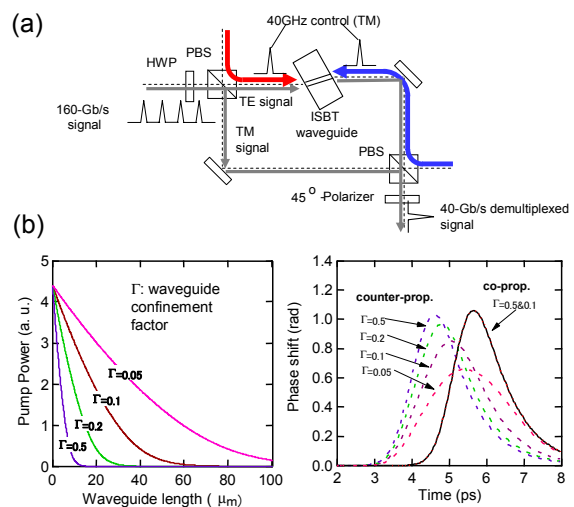 (a)
40GHz control (TM)
HWP
PBS
TE signal
ISBT
waveguide
160-Gb/s
signal
TM
signal
PBS
45°-Polarizer
40-Gb/s demultiplexed
signal
(b)
5
4
3
2
1
0
Pump Power (a. u.)
Γ: waveguide
confinement
factor
Γ=0.05
Γ=0.1
Γ=0.2
Γ=0.5
0 20 40 60 80 100
Waveguide length ( μm)
1.4
1.2
1.0
0.8
0.6
0.4
0.2
0.0
Phase shift (rad)
counter-prop.
co-prop.
Γ=0.5&0.1
Γ=0.5
Γ=0.2
Γ=0.1
Γ=0.05
2 3 4 5 6 7 8
Time (ps)